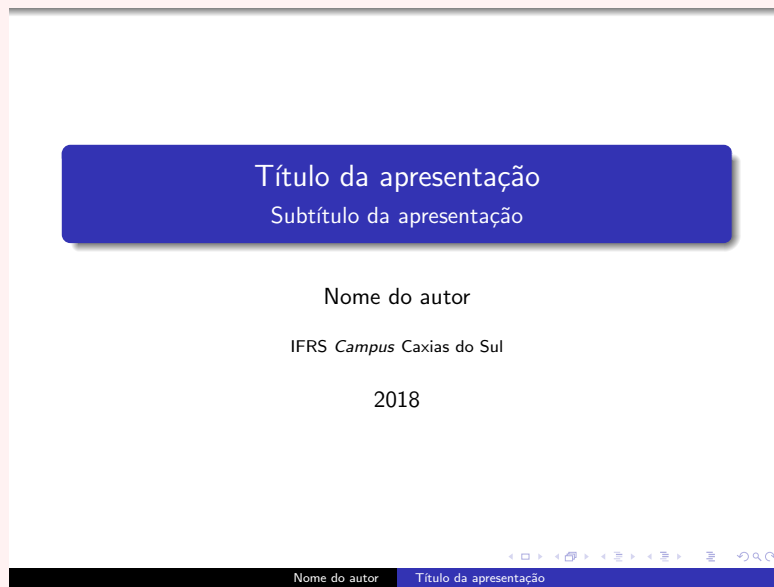 Título da apresentação
Subtítulo da apresentação
Nome do autor
IFRS Campus Caxias do Sul
2018
Nome do autor Título da apresentação